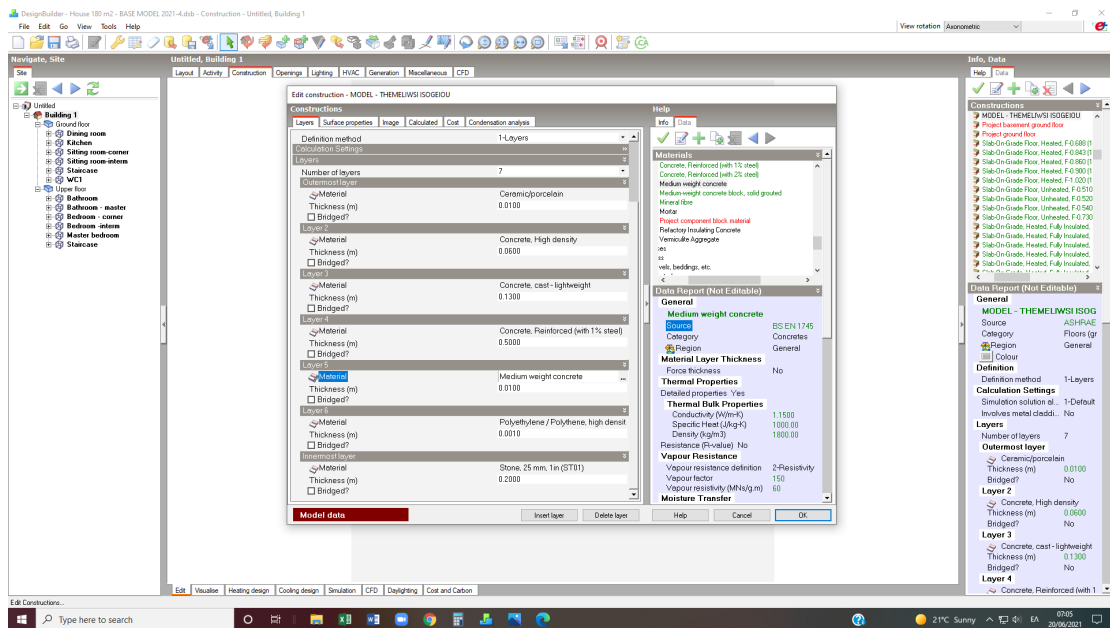 DesignBuilder - House 180 m2 - BASE MODEL 2021-4.dsb - Construction - Untitled, Building 1
File Edit Go View Tools Help
View rotation Axonometric
Navigate, Site
Site
Untitled
Building 1
Ground floor
Dining room
Kitchen
Sitting room-corner
Sitting room-interm
Staircase
WC1
Upper floor
Bathroom
Bathroom - master
Bedroom - corner
Bedroom -interm
Master bedroom
Staircase
Untitled, Building 1
Layout Activity Construction Openings Lighting HVAC Generation Miscellaneous CFD
Edit construction - MODEL - THEMELIWSI ISOGEIOU
Constructions
Layers Surface properties Image Calculated Cost Condensation analysis
Definition method 1-Layers
Calculation Settings
Layers
Number of layers 7
Outermost layer
Material Ceramic/porcelain
Thickness (m) 0.0100
Bridged?
Layer 2
Material Concrete, High density
Thickness (m) 0.0600
Bridged?
Layer 3
Material Concrete, cast - lightweight
Thickness (m) 0.1300
Bridged?
Layer 4
Material Concrete, Reinforced (with 1% steel)
Thickness (m) 0.5000
Bridged?
Layer 5
Material Medium weight concrete ...
Thickness (m) 0.0100
Bridged?
Layer 6
Material Polyethylene / Polythene, high densit
Thickness (m) 0.0010
Bridged?
Innermost layer
Material Stone, 25 mm, 1in (ST01)
Thickness (m) 0.2000
Bridged?
Model data
Insert layer Delete layer
Help
Info Data
Materials
Concrete, Reinforced (with 1% steel)
Concrete, Reinforced (with 2% steel)
Medium weight concrete
Medium-weight concrete block, solid grouted
Mineral fibre
Mortar
Project component block material
Refactory Insulating Concrete
Vermiculite Aggregate
ses
ss
vels, beddings, etc.
Data Report (Not Editable)
General
Medium weight concrete
Source BS EN 1745
Category Concretes
Region General
Material Layer Thickness
Force thickness No
Thermal Properties
Detailed properties Yes
Thermal Bulk Properties
Conductivity (W/m-K) 1.1500
Specific Heat (J/kg-K) 1000.00
Density (kg/m3) 1800.00
Resistance (R-value) No
Vapour Resistance
Vapour resistance definition 2-Resistivity
Vapour factor 150
Vapour resistivity (MNs/g.m) 60
Moisture Transfer
Help Cancel OK
Info, Data
Help Data
Constructions
MODEL - THEMELIWSI ISOGEIOU
Project basement ground floor
Project ground floor
Slab-On-Grade Floor, Heated, F-0.688 (1
Slab-On-Grade Floor, Heated, F-0.843 (1
Slab-On-Grade Floor, Heated, F-0.860 (1
Slab-On-Grade Floor, Heated, F-0.900 (1
Slab-On-Grade Floor, Heated, F-1.020 (1
Slab-On-Grade Floor, Unheated, F-0.510
Slab-On-Grade Floor, Unheated, F-0.520
Slab-On-Grade Floor, Unheated, F-0.540
Slab-On-Grade Floor, Unheated, F-0.730
Slab-On-Grade, Heated, Fully Insulated,
Slab-On-Grade, Heated, Fully Insulated,
Slab-On-Grade, Heated, Fully Insulated,
Slab-On-Grade, Heated, Fully Insulated,
Slab-On-Grade, Heated, Fully Insulated,
Data Report (Not Editable)
General
MODEL - THEMELIWSI ISOG
Source ASHRAE
Category Floors (gr
Region General
Colour
Definition
Definition method 1-Layers
Calculation Settings
Simulation solution al... 1-Default
Involves metal claddi... No
Layers
Number of layers 7
Outermost layer
Ceramic/porcelain
Thickness (m) 0.0100
Bridged? No
Layer 2
Concrete, High density
Thickness (m) 0.0600
Bridged? No
Layer 3
Concrete, cast - lightweight
Thickness (m) 0.1300
Bridged? No
Layer 4
Concrete, Reinforced (with 1
Edit Visualise Heating design Cooling design Simulation CFD Daylighting Cost and Carbon
Edit Constructions...
Type here to search
21°C Sunny ΕΛ 07:05
20/06/2021